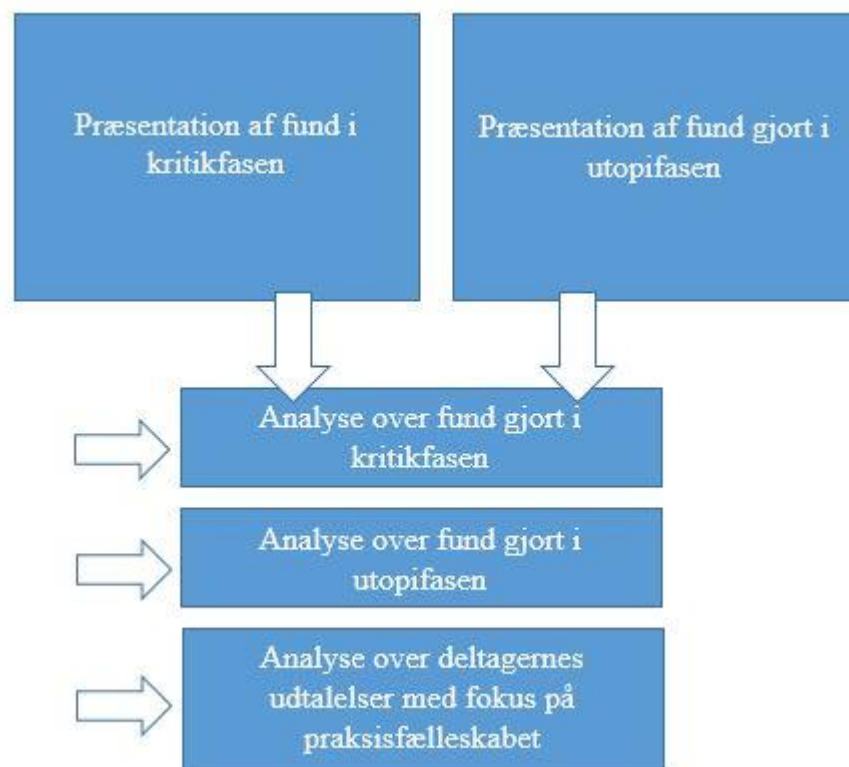 Præsentation af fund i
kritikfasen
Præsentation af fund gjort i
utopifasen
Analyse over fund gjort i
kritikfasen
Analyse over fund gjort i
utopifasen
Analyse over deltagernes
udtalelser med fokus på
praksisfælleskabet